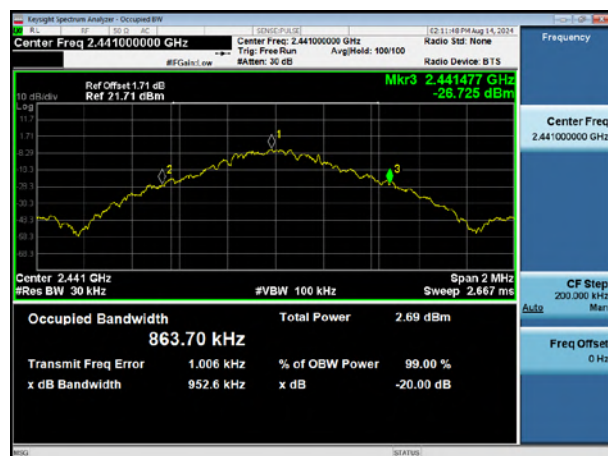 Keysight Spectrum Analyzer - Occupied BW
RL RF 50 Ω AC SENSE:PULSE 02:11:48 PM Aug 14, 2024
Center Freq 2.441000000 GHz
Center Freq: 2.441000000 GHz
Radio Std: None
Trig: Free Run Avg|Hold: 100/100
#IFGain:Low #Atten: 30 dB Radio Device: BTS
Frequency
Ref Offset 1.71 dB
Mkr3 2.441477 GHz
10 dB/div Ref 21.71 dBm
-26.725 dBm
Log
11.7
1.71
-8.29
-18.3
-28.3
-38.3
-48.3
-58.3
-68.3
1
2
3
Center 2.441 GHz Span 2 MHz
#Res BW 30 kHz #VBW 100 kHz Sweep 2.667 ms
Occupied Bandwidth Total Power 2.69 dBm
863.70 kHz
Transmit Freq Error 1.006 kHz % of OBW Power 99.00 %
x dB Bandwidth 952.6 kHz x dB -20.00 dB
Center Freq
2.441000000 GHz
CF Step
200.000 kHz
Auto Man
Freq Offset
0 Hz
MSG STATUS